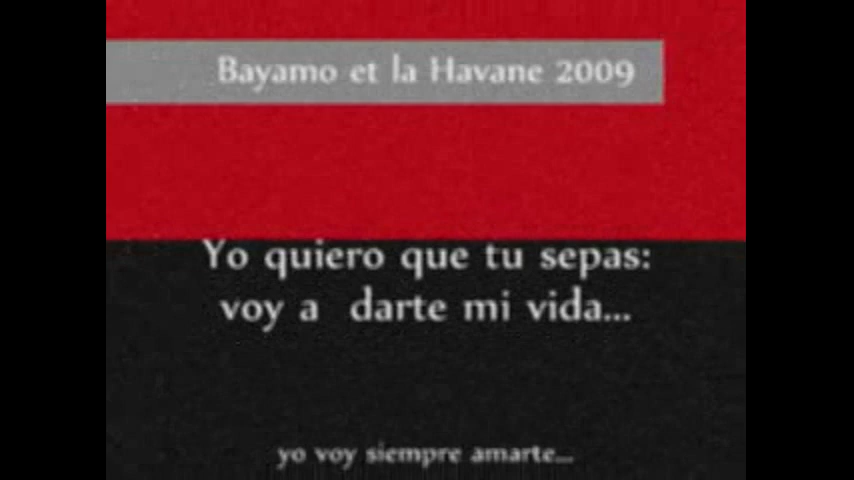 Bayamo et la Havane 2009
Yo quiero que tu sepas:
voy a darte mi vida...
yo voy siempre amarte...